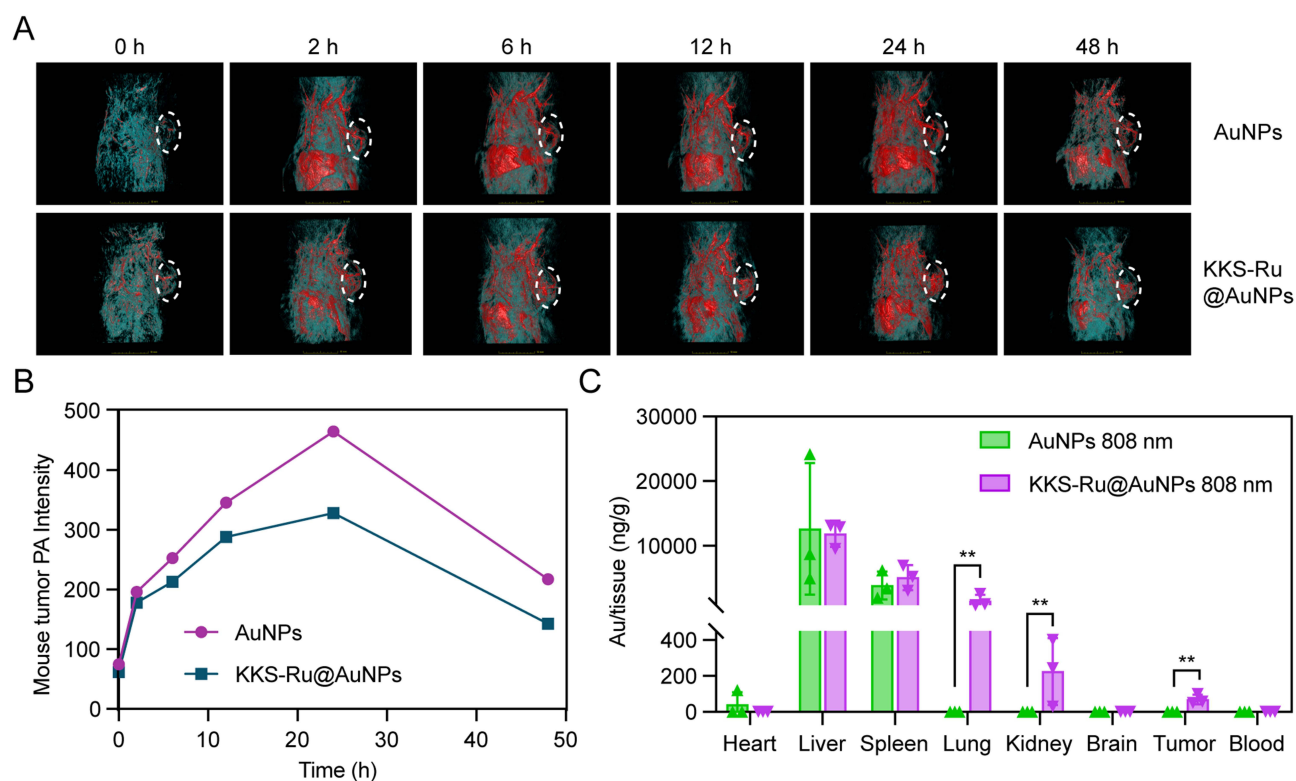 A
0 h 2 h 6 h 12 h 24 h 48 h
AuNPs
KKS-Ru
@AuNPs
B
500
400
300
200
100
0
Mouse tumor PA Intensity
AuNPs
KKS-Ru@AuNPs
0 10 20 30 40 50
Time (h)
C
30000
20000
10000
400
200
0
Au/tissue (ng/g)
AuNPs 808 nm
KKS-Ru@AuNPs 808 nm
** ** **
Heart Liver Spleen Lung Kidney Brain Tumor Blood